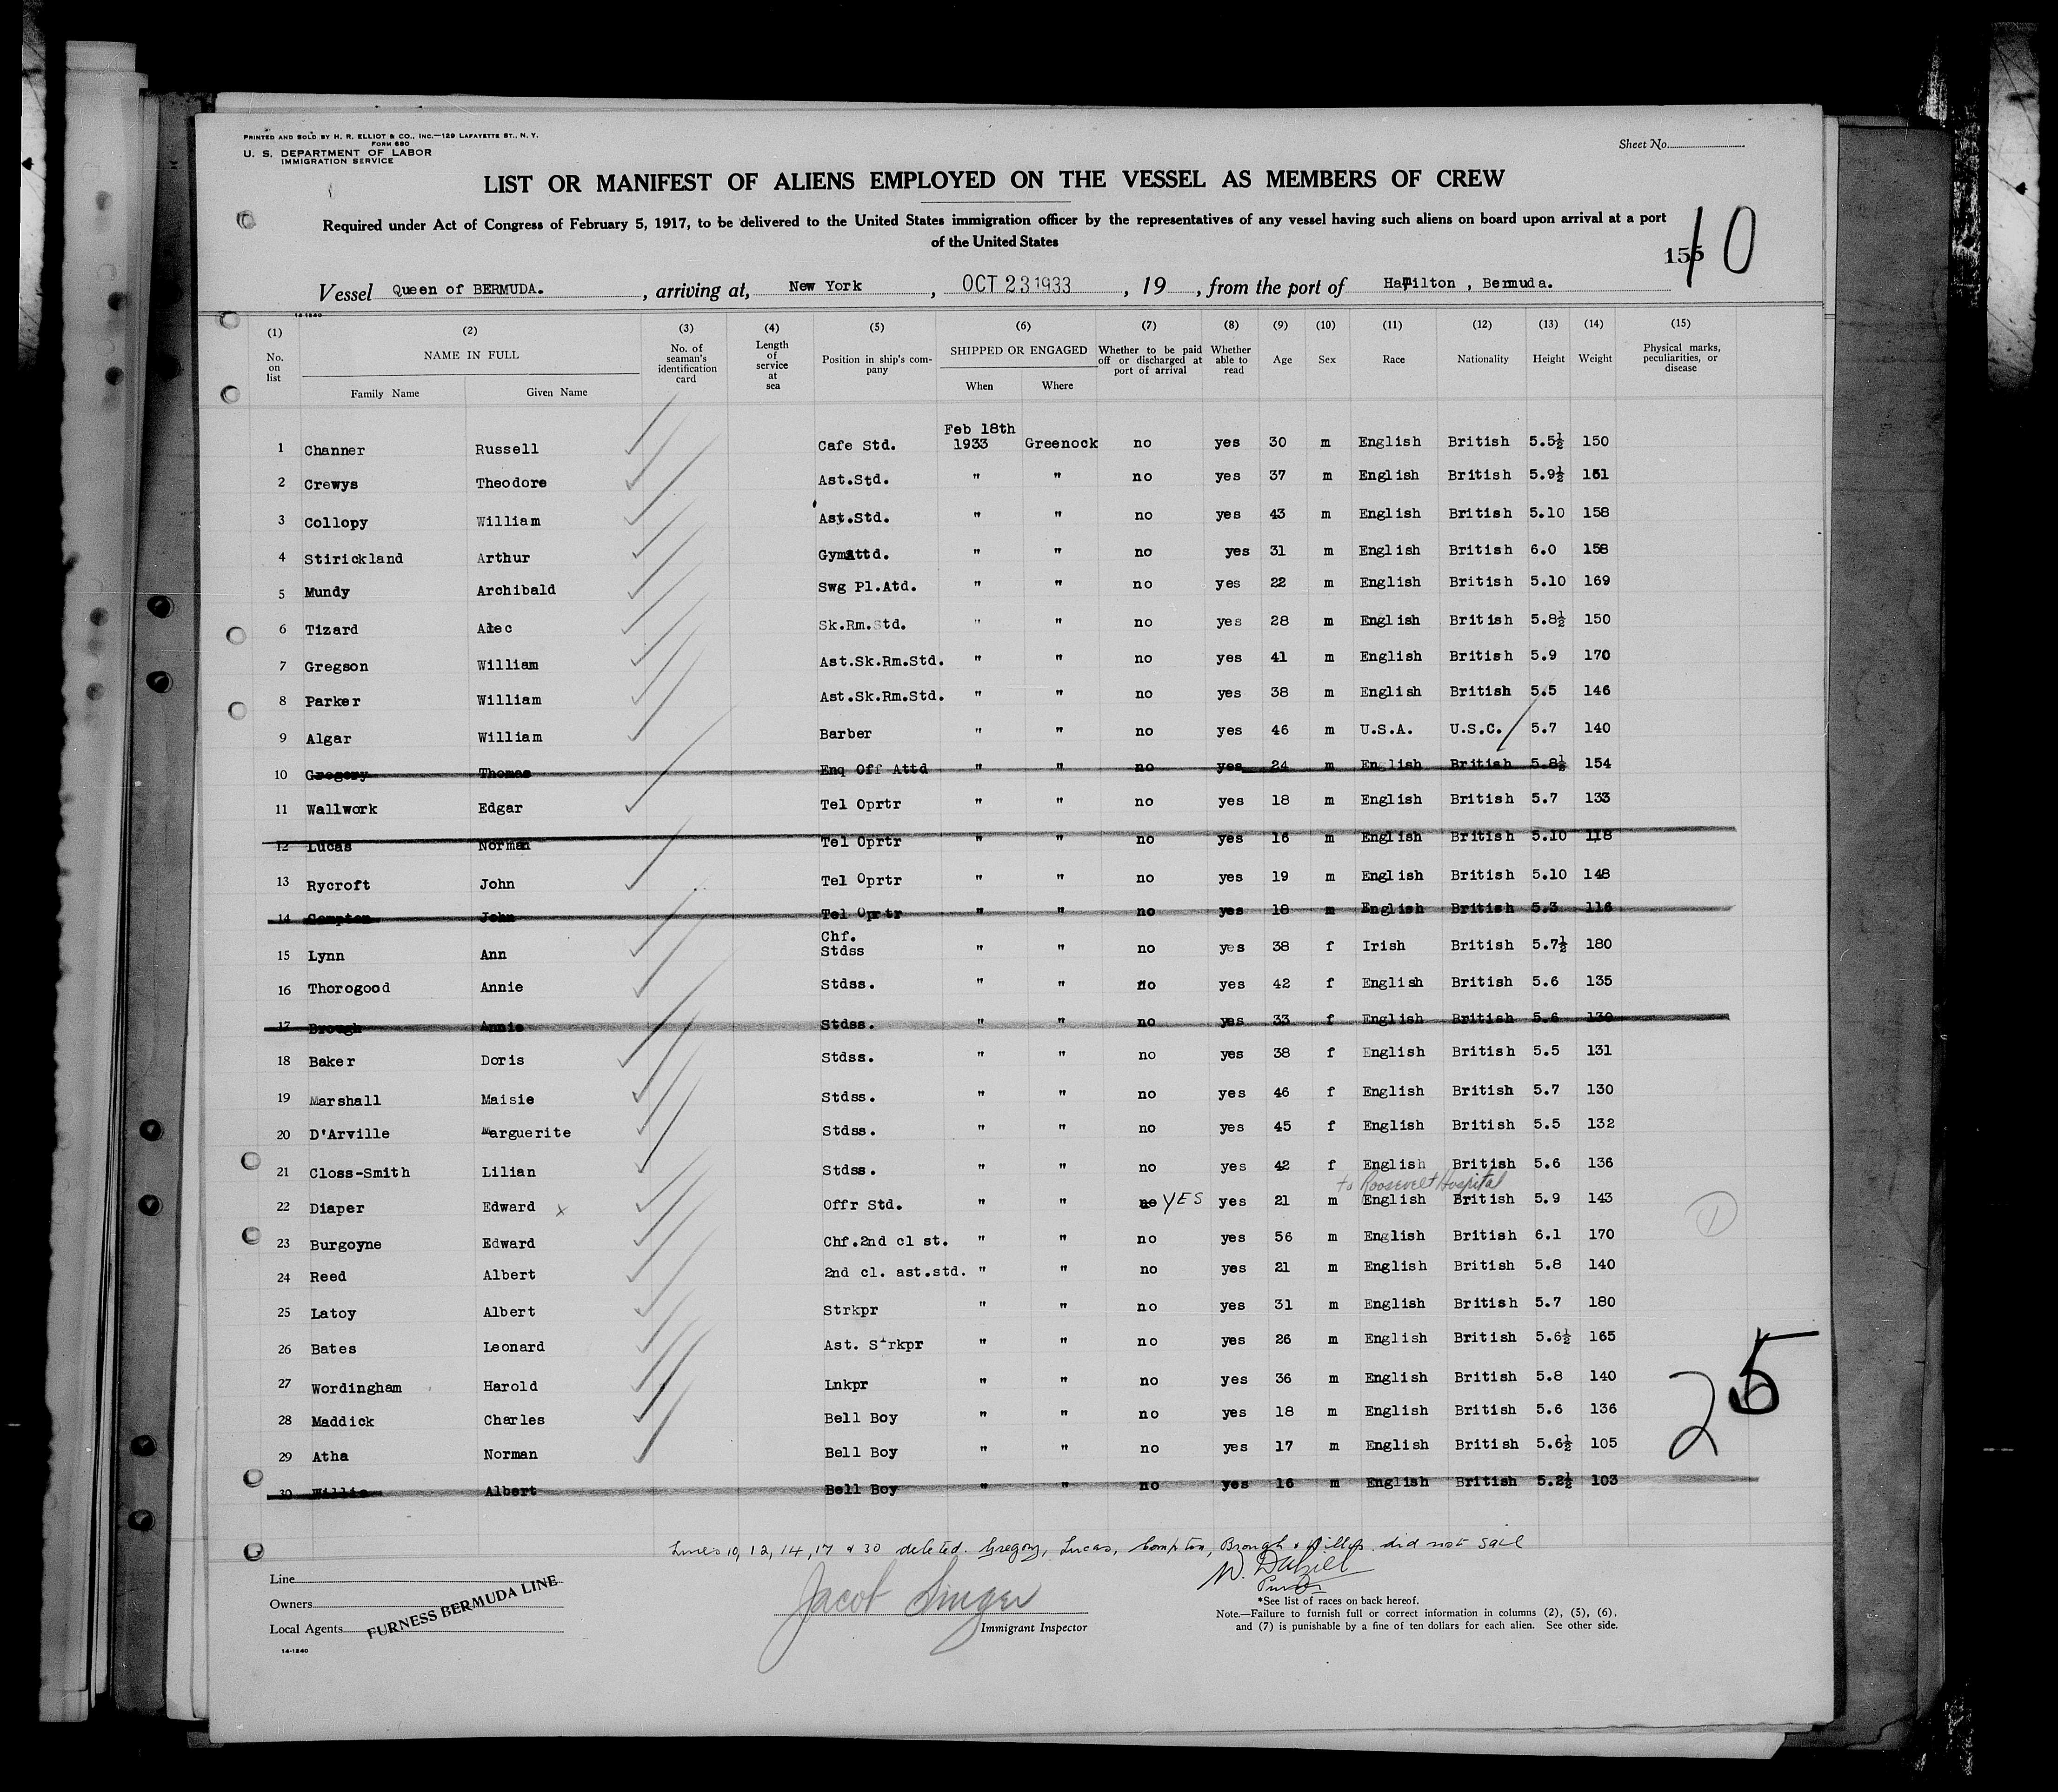 PRINTED AND SOLD BY H. R. ELLIOT & CO., INC.—129 LAFAYETTE ST., N. Y.
FORM 680
U. S. DEPARTMENT OF LABOR
IMMIGRATION SERVICE
Sheet No.
LIST OR MANIFEST OF ALIENS EMPLOYED ON THE VESSEL AS MEMBERS OF CREW
Required under Act of Congress of February 5, 1917, to be delivered to the United States immigration officer by the representatives of any vessel having such aliens on board upon arrival at a port
of the United States
155 10
Vessel Queen of BERMUDA. , arriving at, New York , OCT 23 1933 , 19 , from the port of Hamilton , Bermuda.
14-1240
(1) (2) (3) (4) (5) (6) (7) (8) (9) (10) (11) (12) (13) (14) (15)
No. on list NAME IN FULL Family Name Given Name No. of seaman's identification card Length of service at sea Position in ship's company SHIPPED OR ENGAGED When Where Whether to be paid off or discharged at port of arrival Whether able to read Age Sex Race Nationality Height Weight Physical marks, peculiarities, or disease
1 Channer Russell Cafe Std. Feb 18th 1933 Greenock no yes 30 m English British 5.5½ 150
2 Crewys Theodore Ast.Std. " " no yes 37 m English British 5.9½ 151
3 Collopy William Ast.Std. " " no yes 43 m English British 5.10 158
4 Stirickland Arthur Gymattd. " " no yes 31 m English British 6.0 158
5 Mundy Archibald Swg Pl.Atd. " " no yes 22 m English British 5.10 169
6 Tizard Alec Sk.Rm.Std. " " no yes 28 m English British 5.8½ 150
7 Gregson William Ast.Sk.Rm.Std. " " no yes 41 m English British 5.9 170
8 Parker William Ast.Sk.Rm.Std. " " no yes 38 m English British 5.5 146
9 Algar William Barber " " no yes 46 m U.S.A. U.S.C. 5.7 140
10 Gregory Thomas Enq Off Attd " " no yes 24 m English British 5.8½ 154
11 Wallwork Edgar Tel Oprtr " " no yes 18 m English British 5.7 133
12 Lucas Norman Tel Oprtr " " no yes 16 m English British 5.10 118
13 Rycroft John Tel Oprtr " " no yes 19 m English British 5.10 148
14 Compton John Tel Oprtr " " no yes 18 m English British 5.3 116
15 Lynn Ann Chf. Stdss " " no yes 38 f Irish British 5.7½ 180
16 Thorogood Annie Stdss. " " no yes 42 f English British 5.6 135
17 Brough Annie Stdss. " " no yes 33 f English British 5.6 130
18 Baker Doris Stdss. " " no yes 38 f English British 5.5 131
19 Marshall Maisie Stdss. " " no yes 46 f English British 5.7 130
20 D'Arville Marguerite Stdss. " " no yes 45 f English British 5.5 132
21 Closs-Smith Lilian Stdss. " " no yes 42 f English British 5.6 136
to Roosevelt Hospital
22 Diaper Edward x Offr Std. " " no YES yes 21 m English British 5.9 143 1
23 Burgoyne Edward Chf.2nd cl st. " " no yes 56 m English British 6.1 170
24 Reed Albert 2nd cl. ast.std. " " no yes 21 m English British 5.8 140
25 Latoy Albert Strkpr " " no yes 31 m English British 5.7 180
26 Bates Leonard Ast. Strkpr " " no yes 26 m English British 5.6½ 165
27 Wordingham Harold Lnkpr " " no yes 36 m English British 5.8 140
28 Maddick Charles Bell Boy " " no yes 18 m English British 5.6 136
25
29 Atha Norman Bell Boy " " no yes 17 m English British 5.6½ 105
30 Willis Albert Bell Boy " " no yes 16 m English British 5.2½ 103
Lines 10, 12, 14, 17 & 30 deleted. Gregory, Lucas, Compton, Brough & Willis did not sail
W. Dalziell
Purser
Line
Owners
Local Agents
FURNESS BERMUDA LINE
14-1240
Jacob Singer
Immigrant Inspector
*See list of races on back hereof.
Note.—Failure to furnish full or correct information in columns (2), (5), (6),
and (7) is punishable by a fine of ten dollars for each alien. See other side.